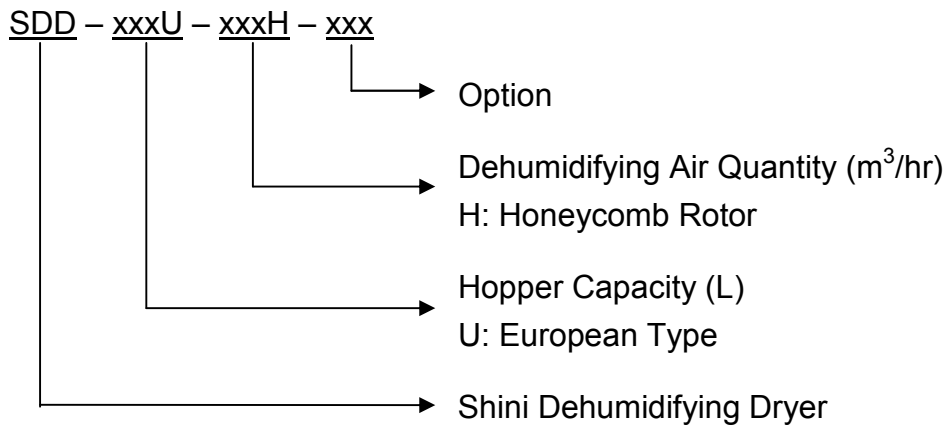 SDD – xxxU – xxxH – xxx
Option
Dehumidifying Air Quantity (m³/hr)
H: Honeycomb Rotor
Hopper Capacity (L)
U: European Type
Shini Dehumidifying Dryer